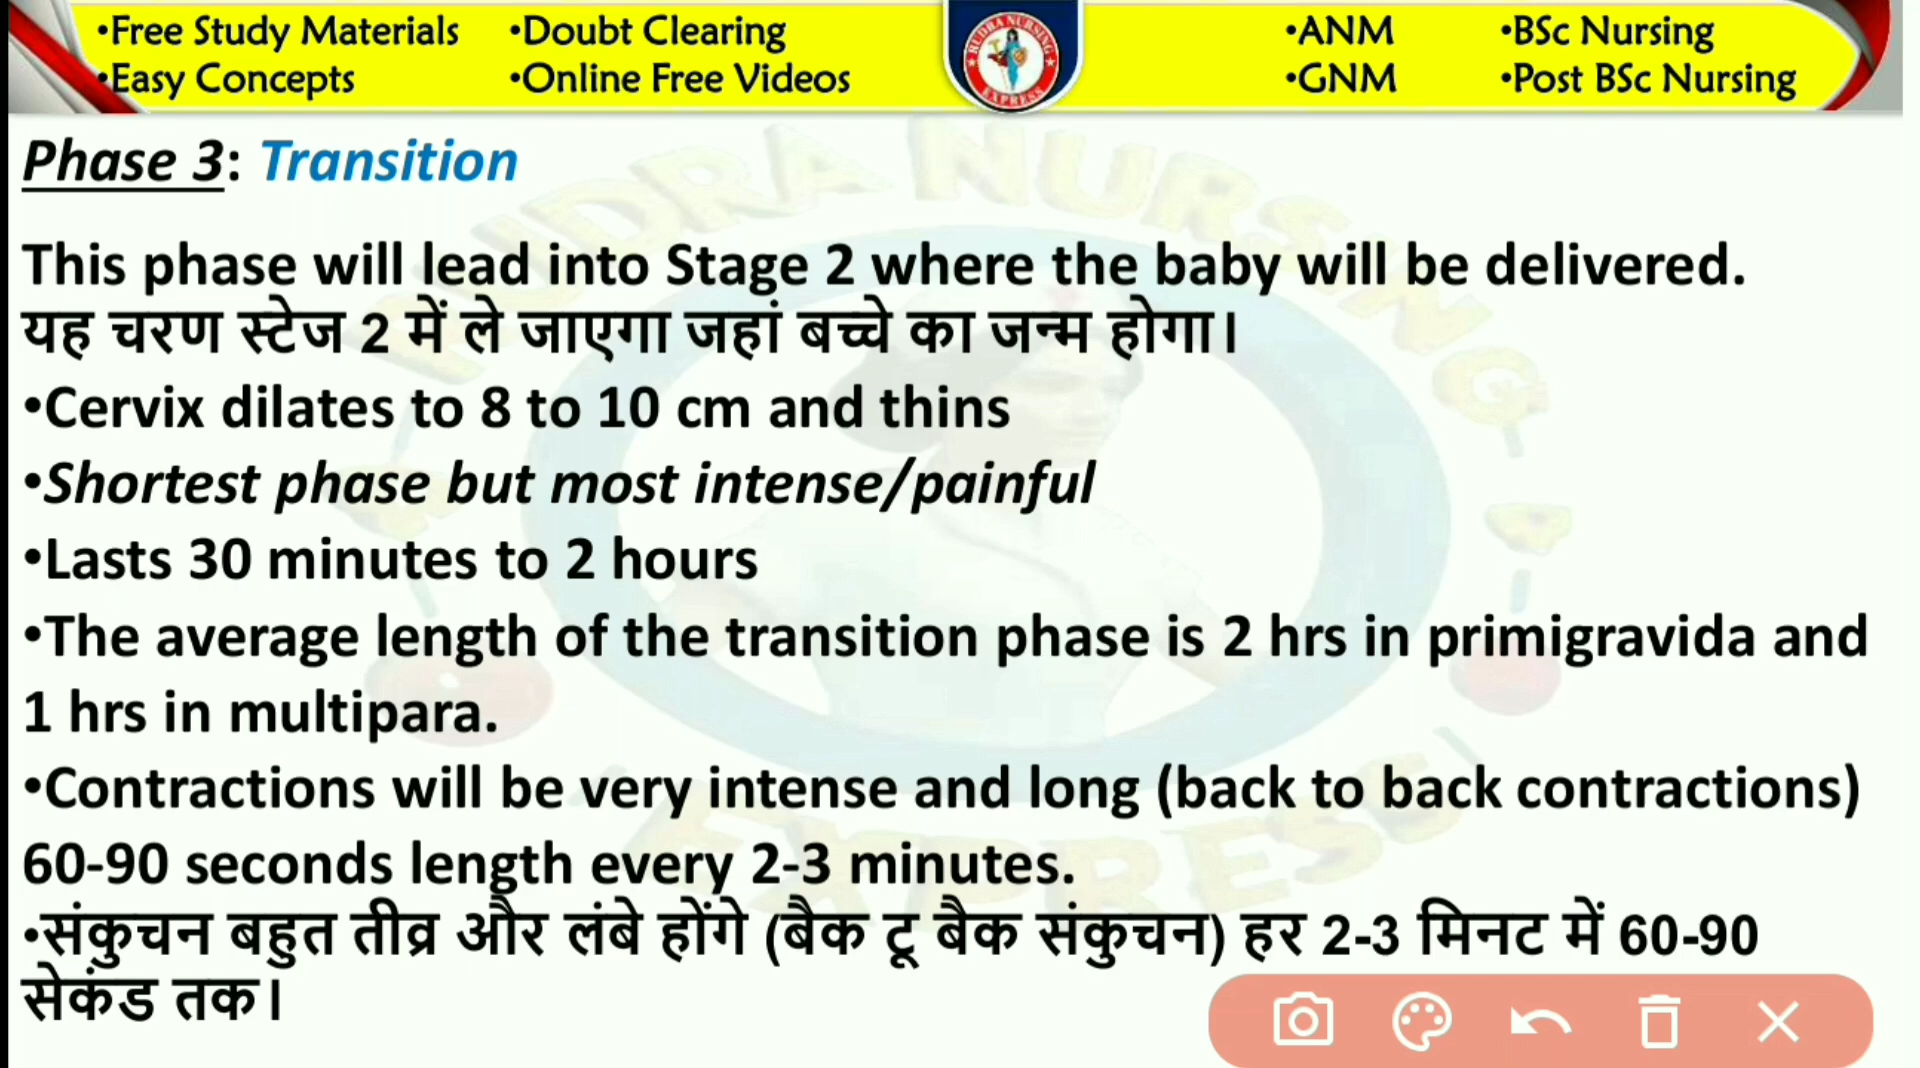 •Free Study Materials •Doubt Clearing •ANM •BSc Nursing
•Easy Concepts •Online Free Videos •GNM •Post BSc Nursing
RUDRA NURSING
EXPRESS
Phase 3: Transition
This phase will lead into Stage 2 where the baby will be delivered.
यह चरण स्टेज 2 में ले जाएगा जहां बच्चे का जन्म होगा।
•Cervix dilates to 8 to 10 cm and thins
•Shortest phase but most intense/painful
•Lasts 30 minutes to 2 hours
•The average length of the transition phase is 2 hrs in primigravida and
1 hrs in multipara.
•Contractions will be very intense and long (back to back contractions)
60-90 seconds length every 2-3 minutes.
•संकुचन बहुत तीव्र और लंबे होंगे (बैक टू बैक संकुचन) हर 2-3 मिनट में 60-90
सेकंड तक।